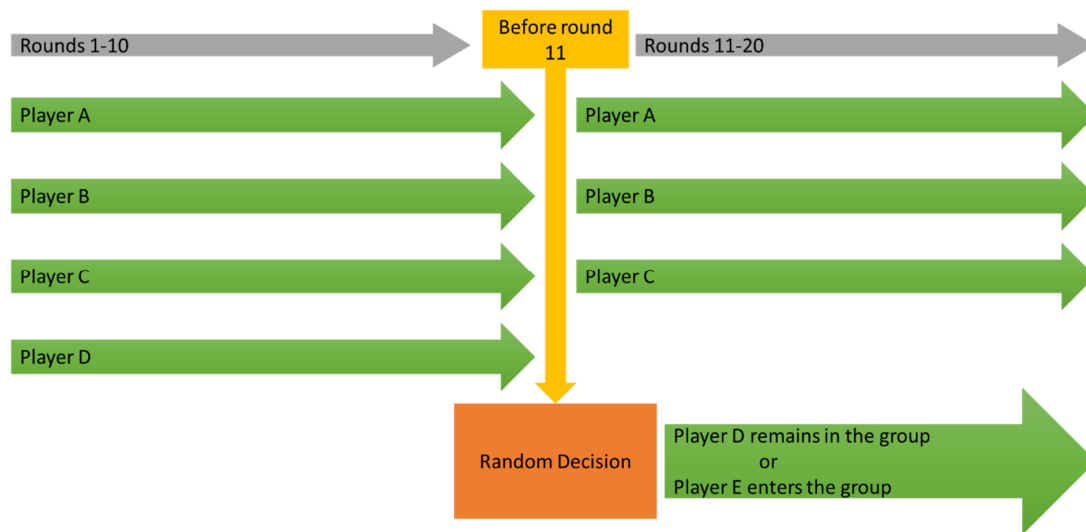 Rounds 1-10
Before round
11
Rounds 11-20
Player A
Player A
Player B
Player B
Player C
Player C
Player D
Random Decision
Player D remains in the group
or
Player E enters the group